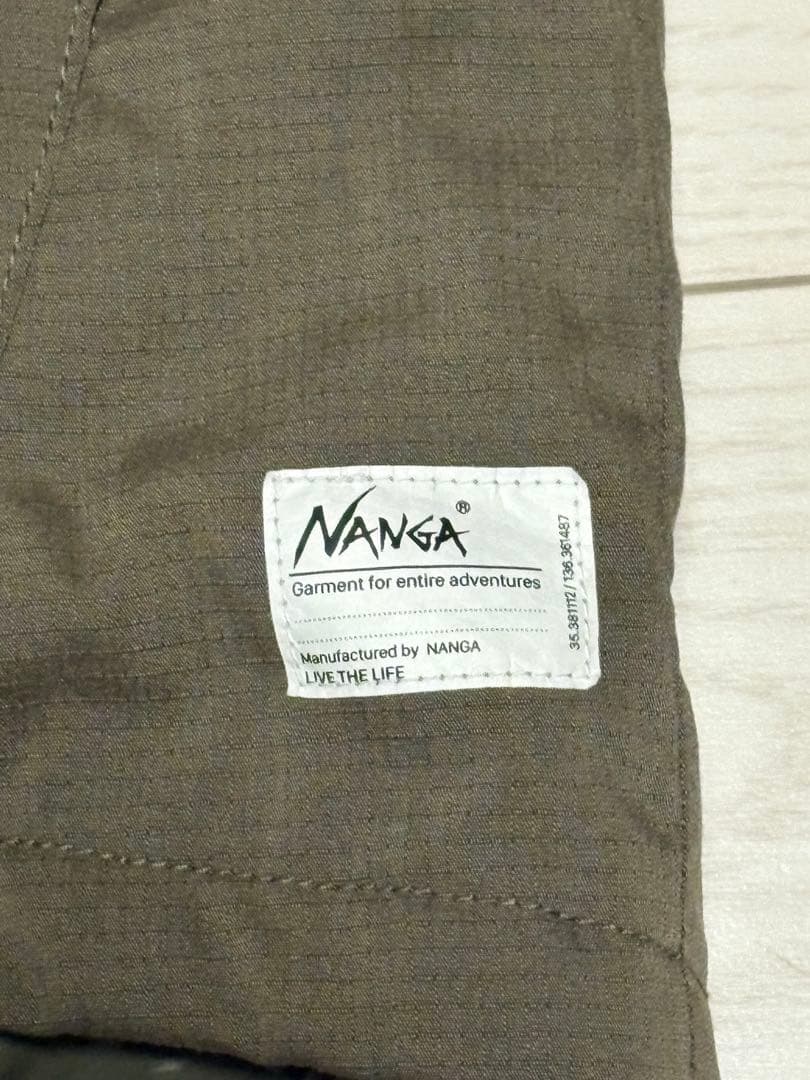 NANGA®
Garment for entire adventures
Manufactured by NANGA
LIVE THE LIFE
35.381112 / 136.361487